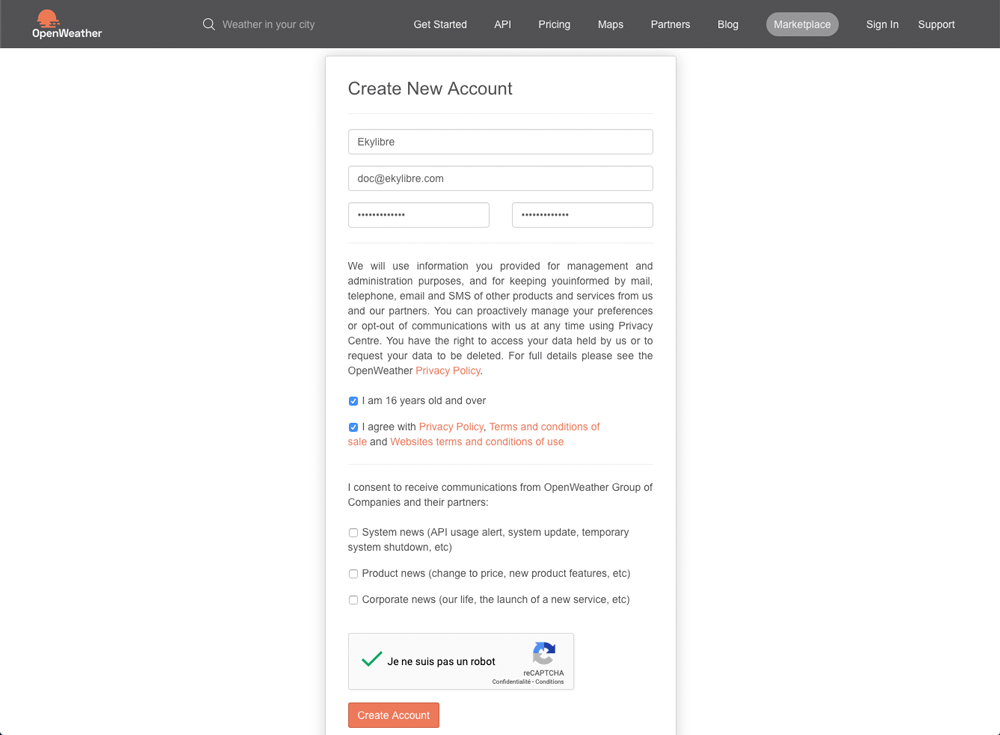 OpenWeather
Weather in your city
Get Started
API
Pricing
Maps
Partners
Blog
Marketplace
Sign In
Support
Create New Account
Ekylibre
doc@ekylibre.com
•••••••••••••
•••••••••••••
We will use information you provided for management and
administration purposes, and for keeping youinformed by mail,
telephone, email and SMS of other products and services from us
and our partners. You can proactively manage your preferences
or opt-out of communications with us at any time using Privacy
Centre. You have the right to access your data held by us or to
request your data to be deleted. For full details please see the
OpenWeather Privacy Policy.
I am 16 years old and over
I agree with Privacy Policy, Terms and conditions of
sale and Websites terms and conditions of use
I consent to receive communications from OpenWeather Group of
Companies and their partners:
System news (API usage alert, system update, temporary
system shutdown, etc)
Product news (change to price, new product features, etc)
Corporate news (our life, the launch of a new service, etc)
Je ne suis pas un robot
reCAPTCHA
Confidentialité - Conditions
Create Account